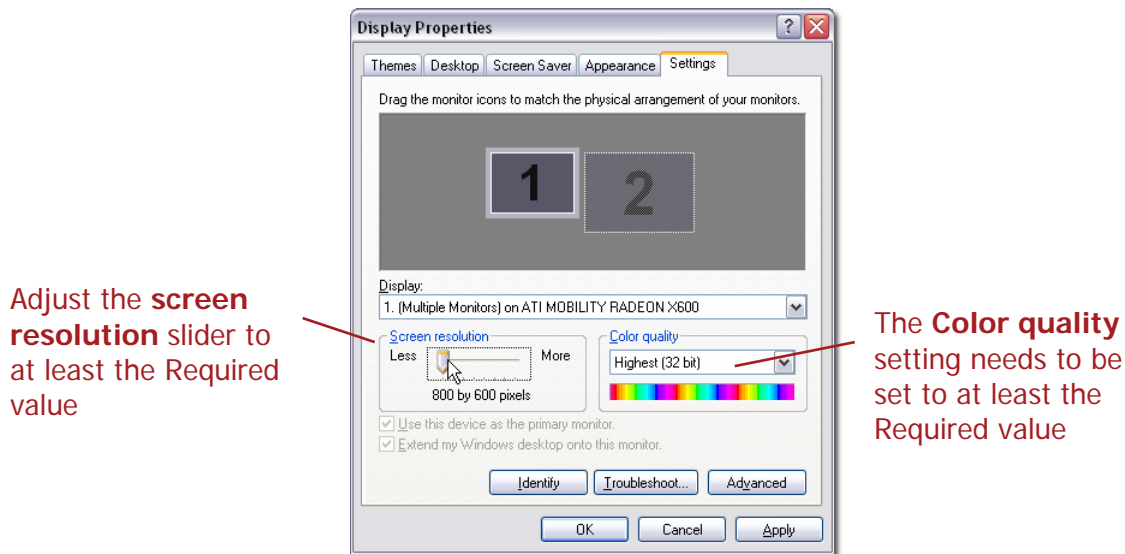 Display Properties
Themes Desktop Screen Saver Appearance Settings
Drag the monitor icons to match the physical arrangement of your monitors.
1 2
Display:
1. (Multiple Monitors) on ATI MOBILITY RADEON X600
Screen resolution
Less More
800 by 600 pixels
Color quality
Highest (32 bit)
Use this device as the primary monitor.
Extend my Windows desktop onto this monitor.
Identify Troubleshoot... Advanced
OK Cancel Apply
Adjust the screen
resolution slider to
at least the Required
value
The Color quality
setting needs to be
set to at least the
Required value